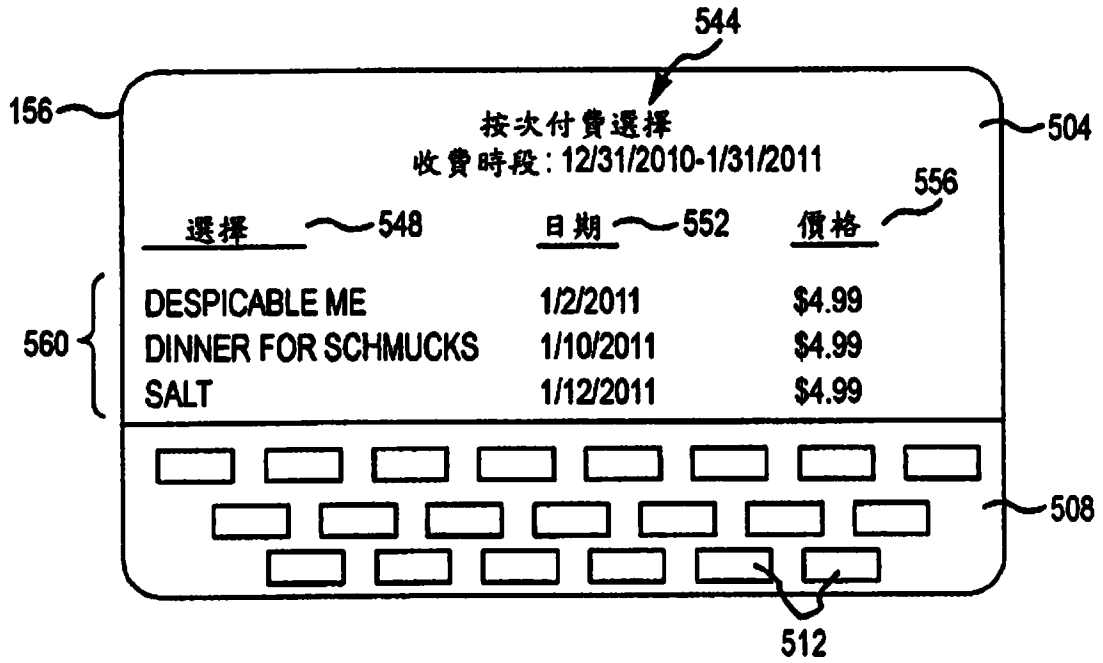 544
156
按次付費選擇
504
收費時段: 12/31/2010-1/31/2011
選擇 548 日期 552 價格 556
560
DESPICABLE ME 1/2/2011 $4.99
DINNER FOR SCHMUCKS 1/10/2011 $4.99
SALT 1/12/2011 $4.99
508
512